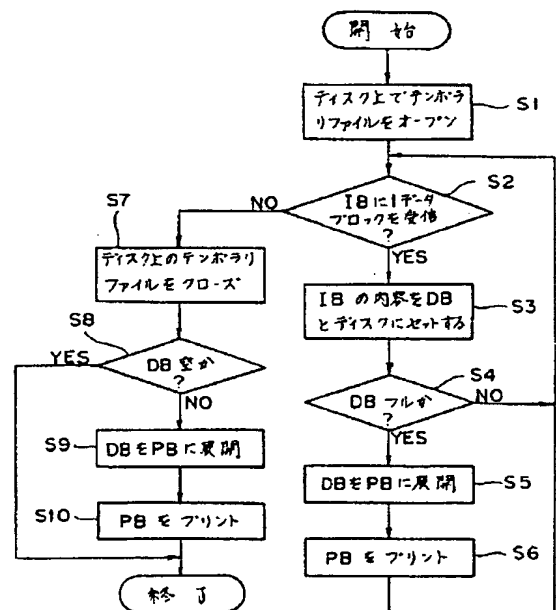 開始
ディスク上でテンポラ
リファイルをオープン
S1
IBに1データ
ブロックを受信
?
S2
NO
YES
IBの内容をDB
とディスクにセットする
S3
DBフルか
?
S4
NO
YES
DBをPBに展開
S5
PBをプリント
S6
S7
ディスク上のテンポラリ
ファイルをクローズ
S8
DB空か
?
YES
NO
S9
DBをPBに展開
S10
PBをプリント
終了